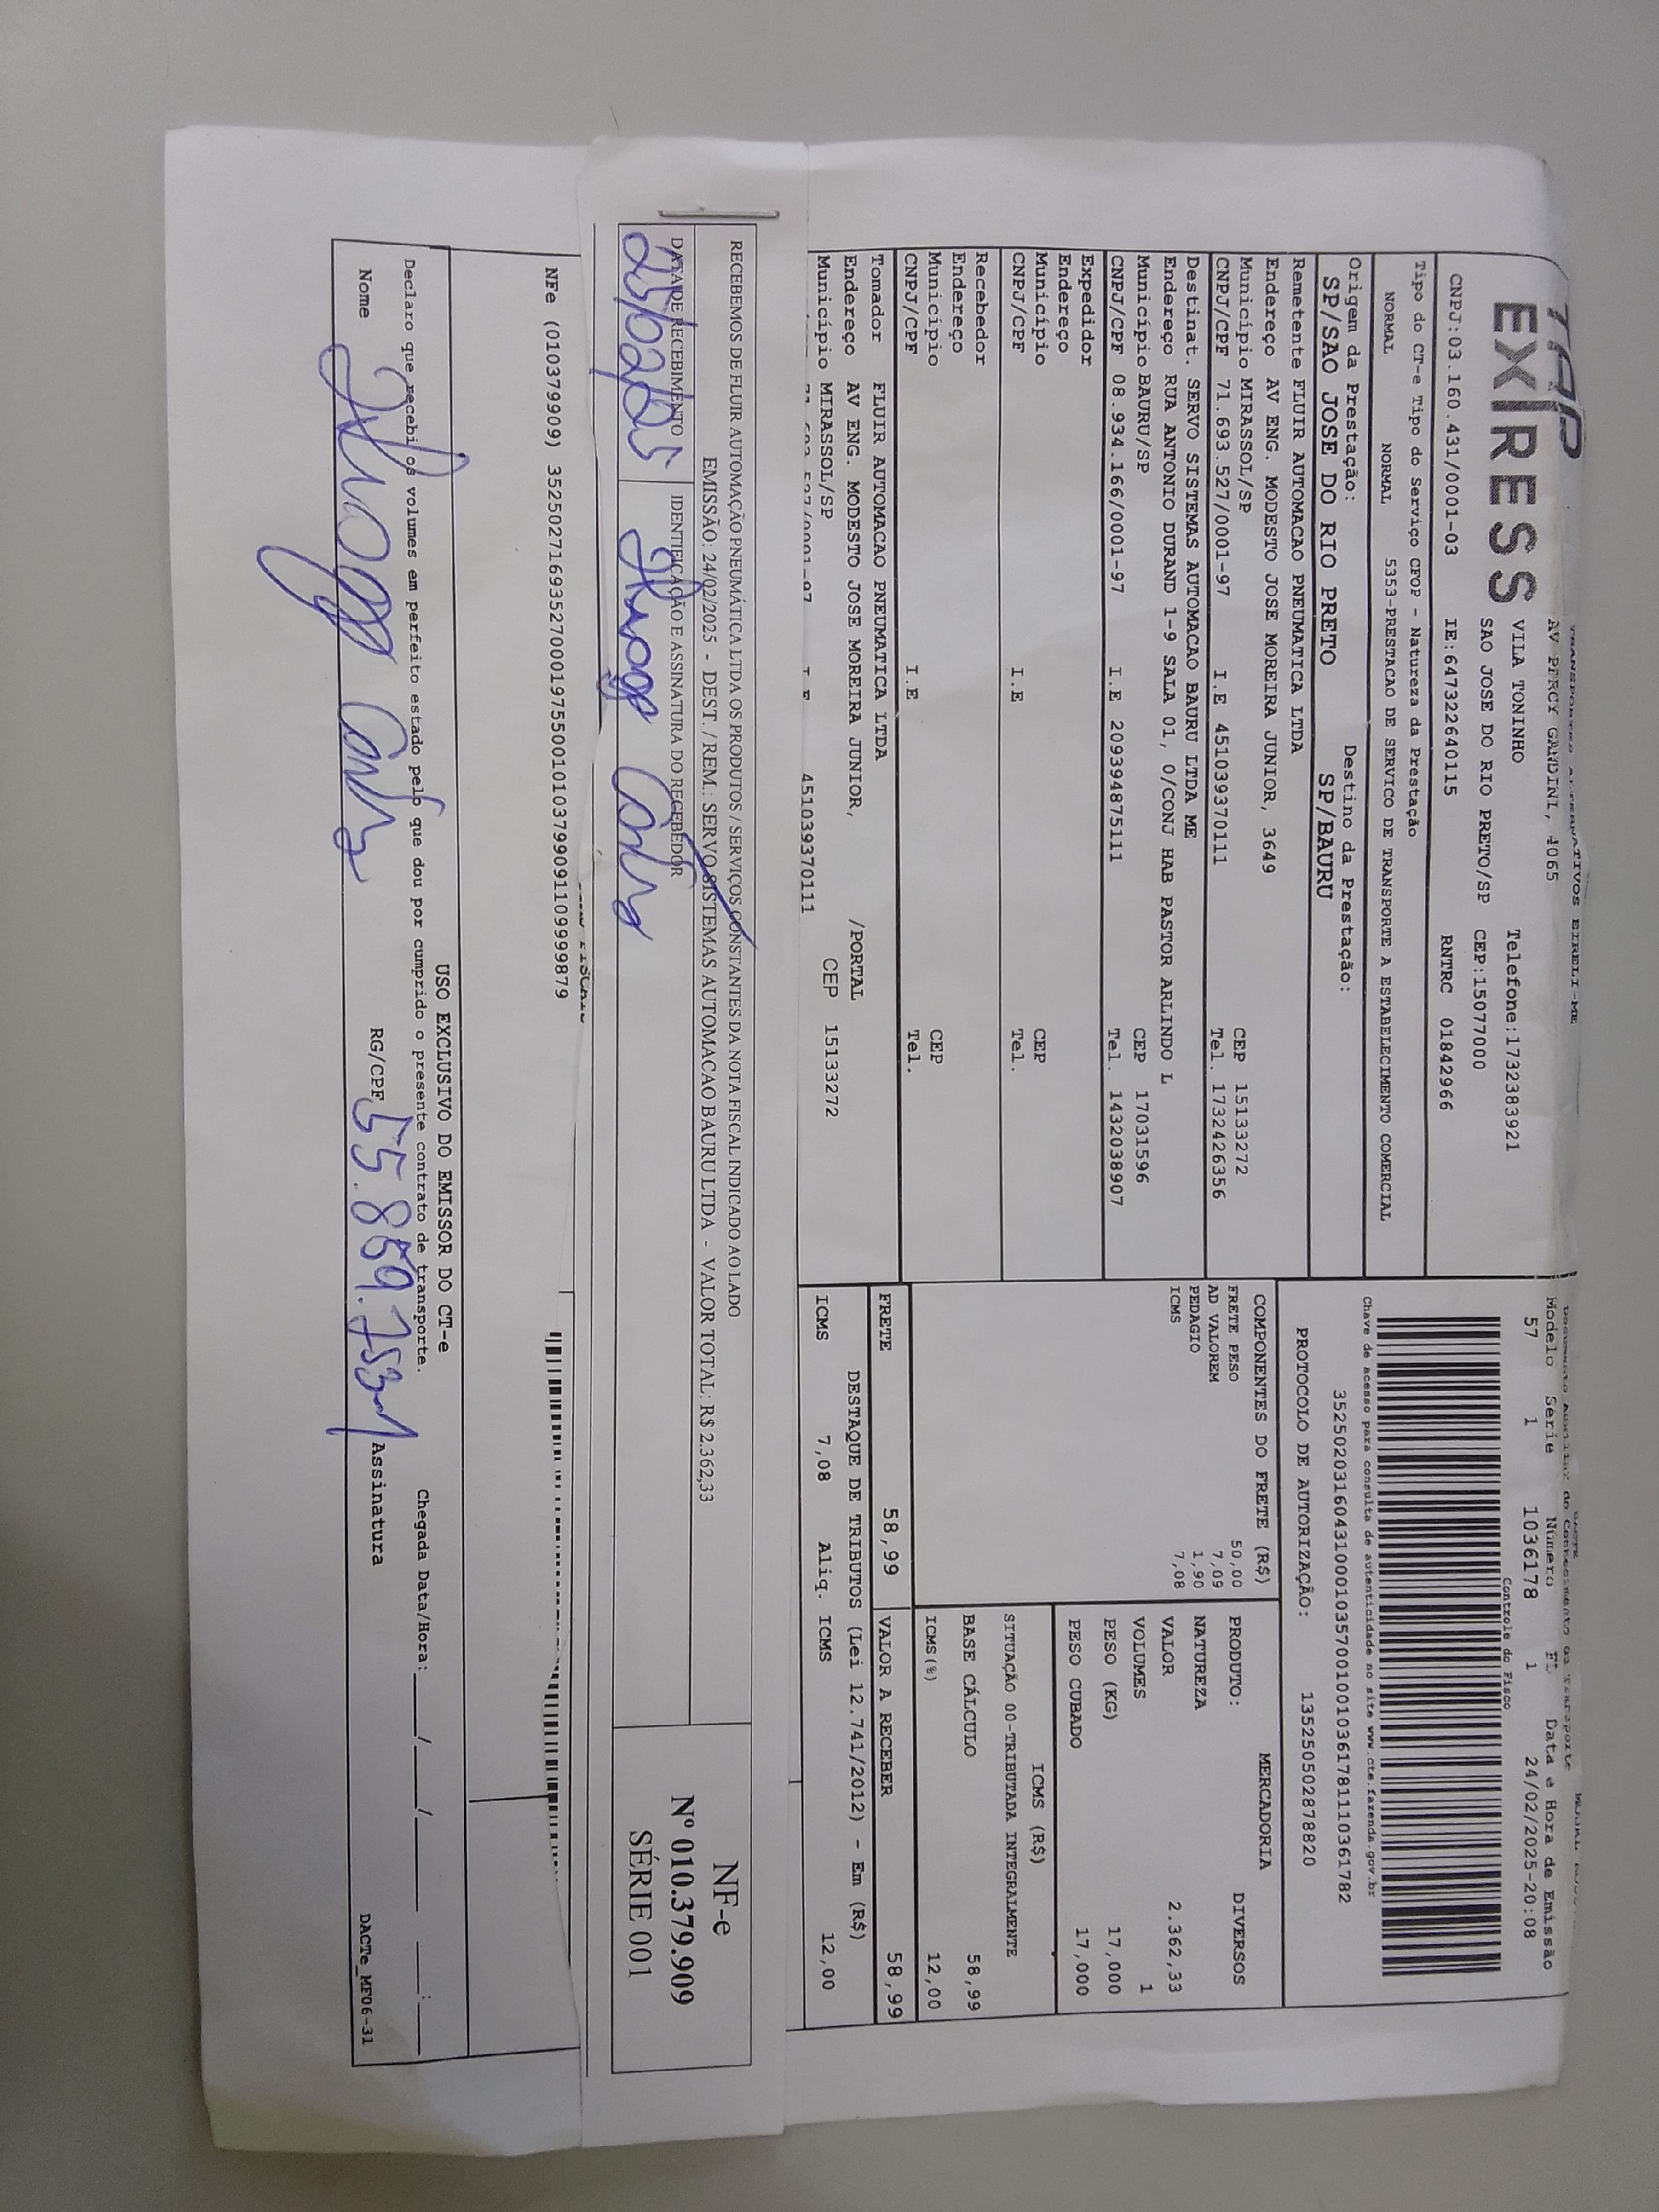 TAP
EXPRESS
TRANSPORTES ALTERNATIVOS EIRELI-ME
AV PERCY GANDINI, 1065
VILA TONINHO Telefone:1732383921
SAO JOSE DO RIO PRETO/SP CEP:15077000
CNPJ:03.160.431/0001-03 IE:647322640115 RNTRC 01842966
Tipo do CT-e Tipo do Serviço CFOP - Natureza da Prestação
NORMAL NORMAL 5353-PRESTACAO DE SERVICO DE TRANSPORTE A ESTABELECIMENTO COMERCIAL
Origem da Prestação: Destino da Prestação:
SP/SAO JOSE DO RIO PRETO SP/BAURU
Remetente FLUIR AUTOMACAO PNEUMATICA LTDA
Endereço AV ENG. MODESTO JOSE MOREIRA JUNIOR, 3649
Município MIRASSOL/SP CEP 15133272
CNPJ/CPF 71.693.527/0001-97 I.E 451039370111 Tel. 1732426356
Destinat. SERVO SISTEMAS AUTOMACAO BAURU LTDA ME
Endereço RUA ANTONIO DURAND 1-9 SALA 01, 0/CONJ HAB PASTOR ARLINDO L
Município BAURU/SP CEP 17031596
CNPJ/CPF 08.934.166/0001-97 I.E 209394875111 Tel. 1432038907
Expedidor
Endereço
Município CEP
CNPJ/CPF I.E Tel.
Recebedor
Endereço
Município CEP
CNPJ/CPF I.E Tel.
Tomador FLUIR AUTOMACAO PNEUMATICA LTDA
Endereço AV ENG. MODESTO JOSE MOREIRA JUNIOR, /PORTAL
Município MIRASSOL/SP CEP 15133272
451039370111
Documento Auxiliar do Conhecimento de Transporte
Modelo Série Número FL Data e Hora de Emissão
57 1 1036178 1 24/02/2025-20:08
Controle do Fisco
Chave de acesso para consulta de autenticidade no site www.cte.fazenda.gov.br
35250203160431000103570010010361781110361782
PROTOCOLO DE AUTORIZAÇÃO: 135250502878820
COMPONENTES DO FRETE (R$)
FRETE PESO 50,00
AD VALOREM 7,09
PEDAGIO 1,90
ICMS 7,08
MERCADORIA
PRODUTO: DIVERSOS
NATUREZA
VALOR 2.362,33
VOLUMES 1
PESO (KG) 17,000
PESO CUBADO 17,000
ICMS (R$)
SITUAÇÃO 00-TRIBUTADA INTEGRALMENTE
BASE CÁLCULO 58,99
ICMS(%) 12,00
FRETE 58,99 VALOR A RECEBER 58,99
DESTAQUE DE TRIBUTOS (Lei 12.741/2012) - Em (R$)
ICMS 7,08 Aliq. ICMS 12,00
RECEBEMOS DE FLUIR AUTOMAÇÃO PNEUMÁTICA LTDA OS PRODUTOS / SERVIÇOS CONSTANTES DA NOTA FISCAL INDICADO AO LADO
EMISSÃO: 24/02/2025 - DEST. / REM.: SERVO SISTEMAS AUTOMACAO BAURU LTDA - VALOR TOTAL: R$ 2.362,33
DATA DE RECEBIMENTO IDENTIFICAÇÃO E ASSINATURA DO RECEBEDOR
25/02/25
NF-e
Nº 010.379.909
SÉRIE 001
NFe (010379909) 35250271693527000197550010103799091109999879
USO EXCLUSIVO DO EMISSOR DO CT-e
Declaro que recebi os volumes em perfeito estado pelo que dou por cumprido o presente contrato de transporte. Chegada Data/Hora: ___/___/___ ___:___
Nome RG/CPF Assinatura
DACTe_MF06-31